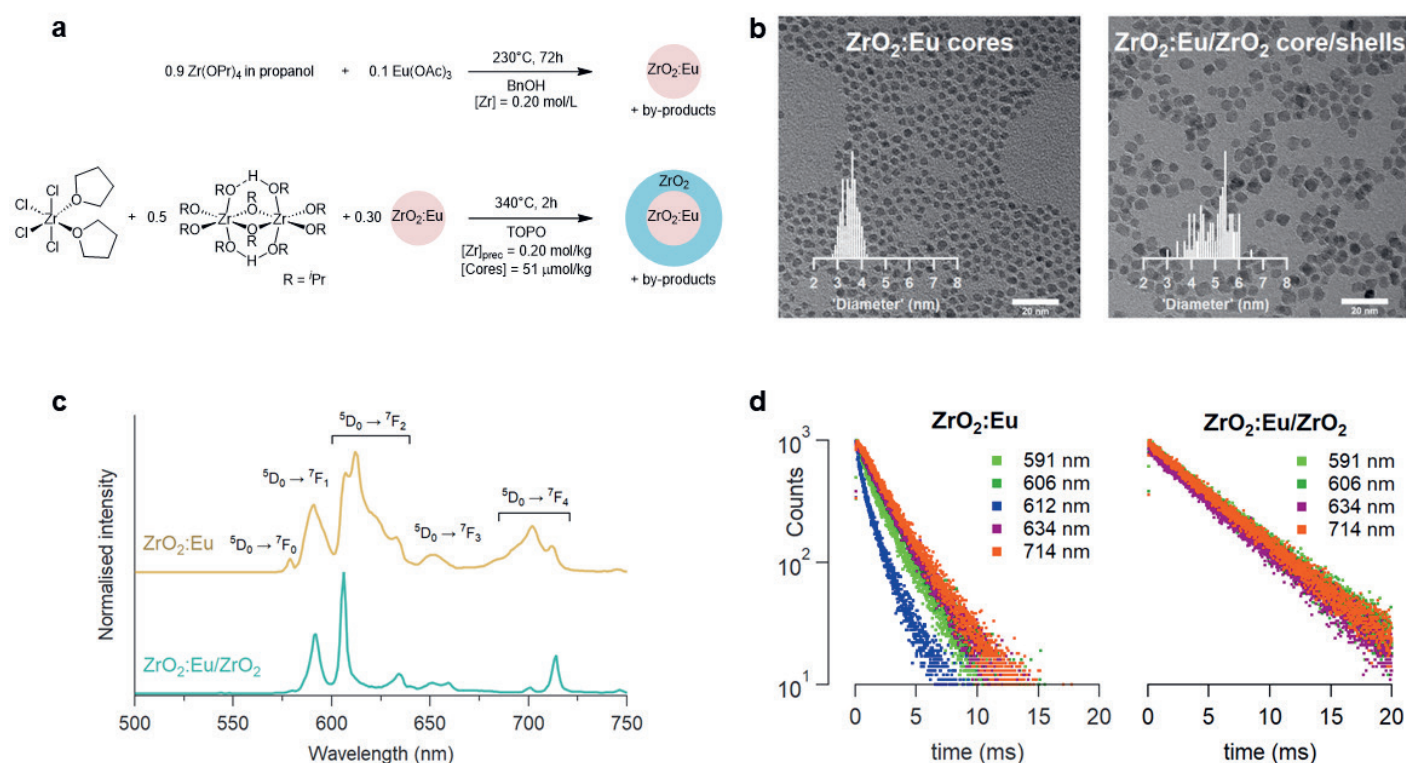 a
0.9 Zr(OPr)₄ in propanol + 0.1 Eu(OAc)₃
230°C, 72h
BnOH
[Zr] = 0.20 mol/L
ZrO₂:Eu
+ by-products
Cl
Cl
Cl
Cl
Zr
O
O
+ 0.5
H
RO OR
RO
RO
R
O
Zr
Zr
O
R
OR
OR
RO OR
H
R = ⁱPr
+ 0.30
ZrO₂:Eu
340°C, 2h
TOPO
[Zr]prec = 0.20 mol/kg
[Cores] = 51 μmol/kg
ZrO₂
ZrO₂:Eu
+ by-products
b
ZrO₂:Eu cores
2 3 4 5 6 7 8
'Diameter' (nm)
20 nm
ZrO₂:Eu/ZrO₂ core/shells
2 3 4 5 6 7 8
'Diameter' (nm)
20 nm
c
Normalised intensity
⁵D₀ → ⁷F₀
⁵D₀ → ⁷F₁
⁵D₀ → ⁷F₂
⁵D₀ → ⁷F₃
⁵D₀ → ⁷F₄
ZrO₂:Eu
ZrO₂:Eu/ZrO₂
500 550 600 650 700 750
Wavelength (nm)
d
ZrO₂:Eu
Counts
10³
10²
10¹
591 nm
606 nm
612 nm
634 nm
714 nm
0 5 10 15 20
time (ms)
ZrO₂:Eu/ZrO₂
591 nm
606 nm
634 nm
714 nm
0 5 10 15 20
time (ms)